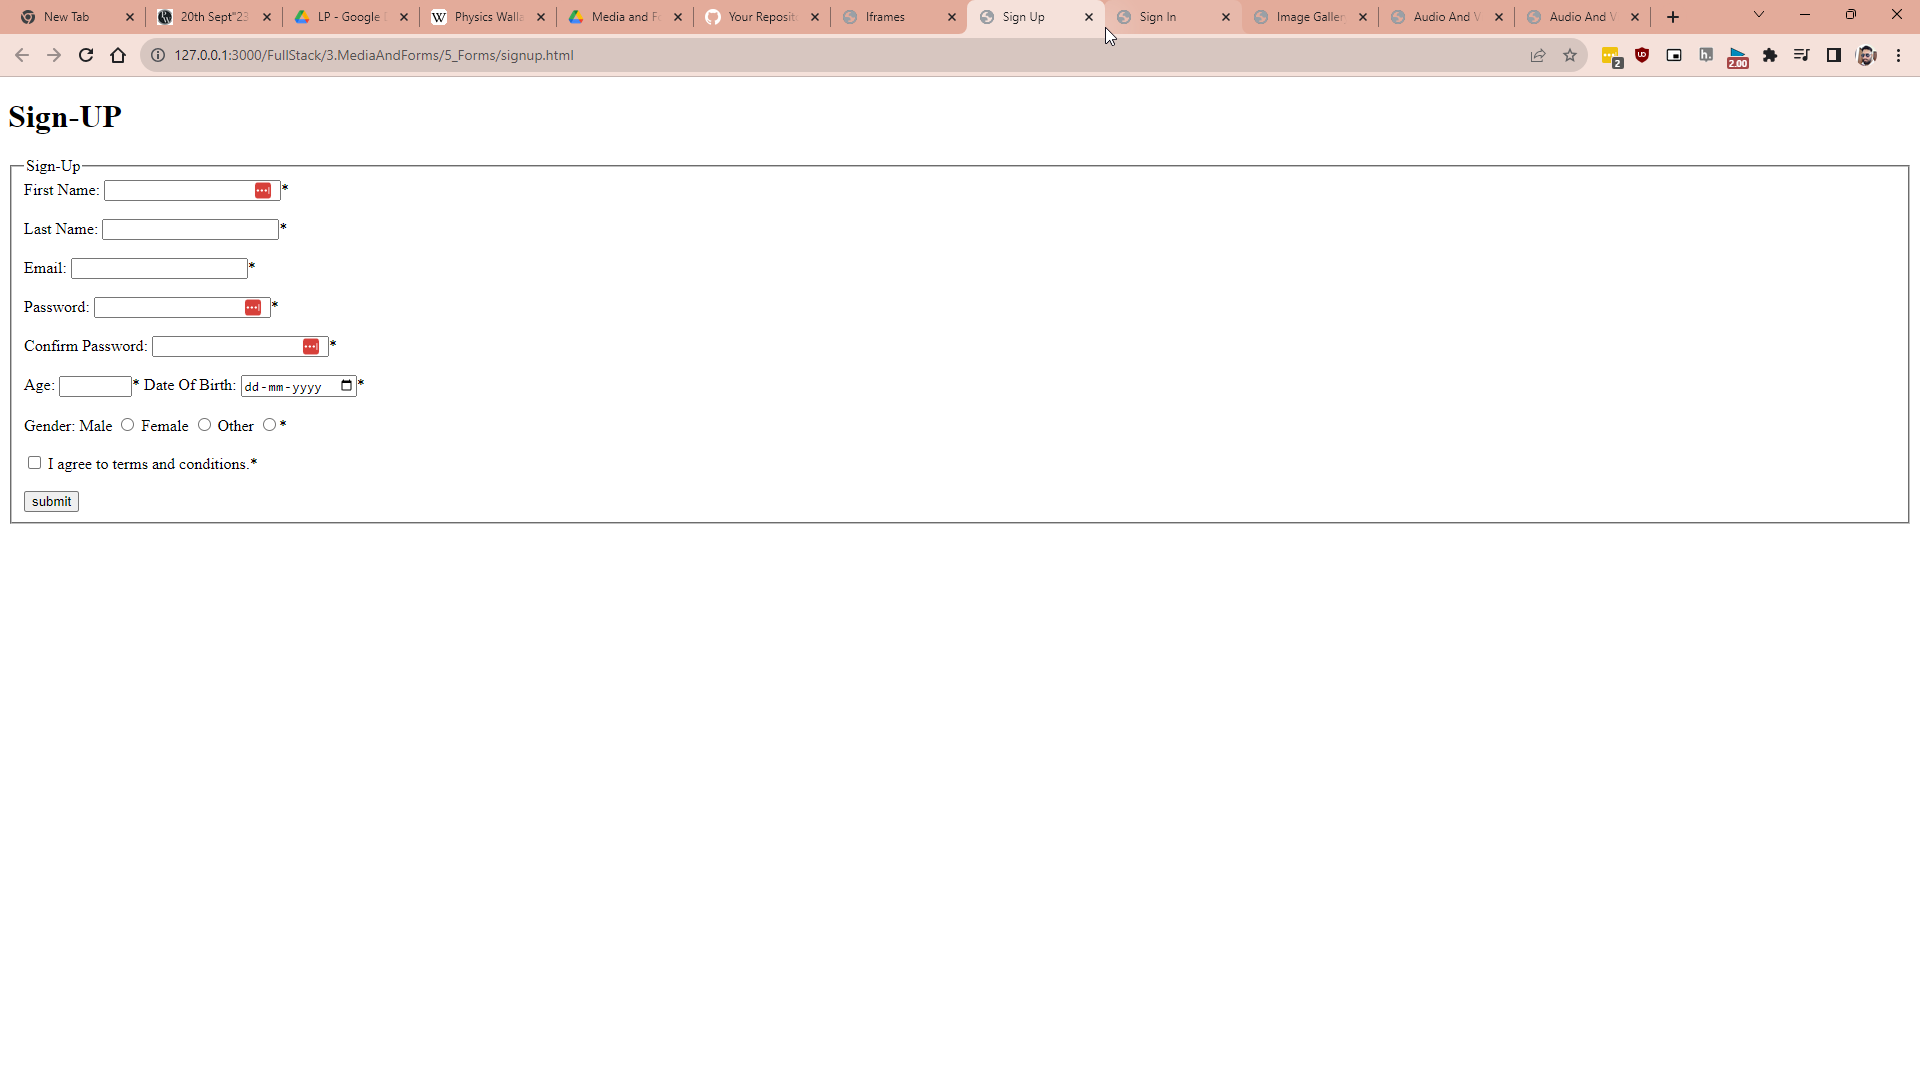 New Tab
20th Sept"23
LP - Google
Physics Walla
Media and Fo
Your Reposit
Iframes
Sign Up
Sign In
Image Galler
Audio And V
Audio And V
127.0.0.1:3000/FullStack/3.MediaAndForms/5_Forms/signup.html
2
2.00
Sign-UP
Sign-Up
First Name: *
Last Name: *
Email: *
Password: *
Confirm Password: *
Age: * Date Of Birth: dd-mm-yyyy *
Gender: Male Female Other *
I agree to terms and conditions.*
submit